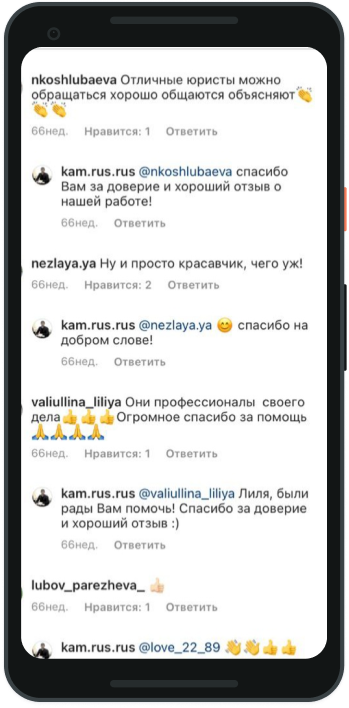 nkoshlubaeva Отличные юристы можно
обращаться хорошо общаются объясняют👏
👏👏
66нед. Нравится: 1 Ответить
kam.rus.rus @nkoshlubaeva спасибо
Вам за доверие и хороший отзыв о
нашей работе!
66нед. Ответить
nezlaya.ya Ну и просто красавчик, чего уж!
66нед. Нравится: 2 Ответить
kam.rus.rus @nezlaya.ya 😊 спасибо на
добром слове!
66нед. Ответить
valiullina_liliya Они профессионалы своего
дела👍👍👍Огромное спасибо за помощь
🙏🙏🙏🙏
66нед. Нравится: 1 Ответить
kam.rus.rus @valiullina_liliya Лиля, были
рады Вам помочь! Спасибо за доверие
и хороший отзыв :)
66нед. Ответить
lubov_parezheva_ 👍🏻
66нед. Нравится: 1 Ответить
kam.rus.rus @love_22_89 👋👋👍👍